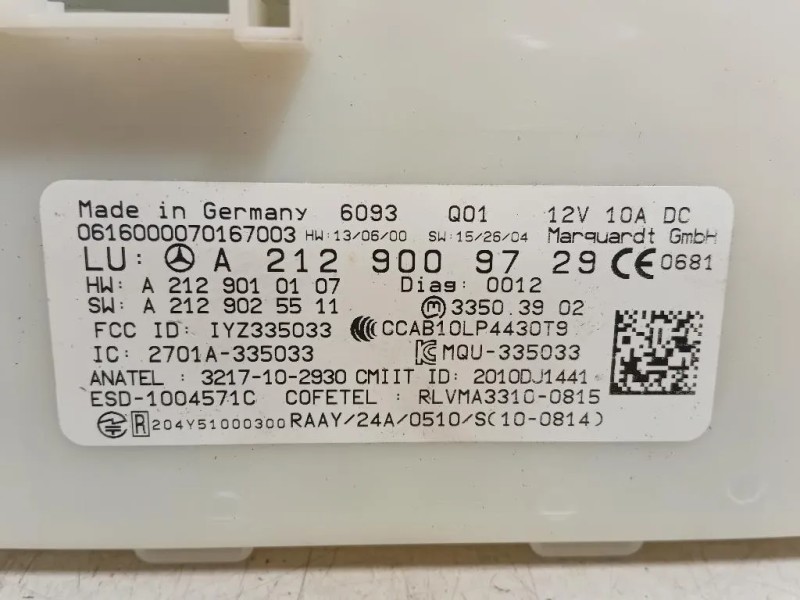 Made in Germany 6093 Q01 12V 10A DC
0616000070167003 HW:13/06/00 SW:15/26/04 Marquardt GmbH
LU: A 212 900 97 29 CE 0681
HW: A 212 901 01 07 Diag: 0012
SW: A 212 902 55 11 M 3350.3902
FCC ID: IYZ335033 CCAB10LP4430T9
IC: 2701A-335033 MQU-335033
ANATEL: 3217-10-2930 CMIIT ID: 2010DJ1441
ESD-1004571C COFETEL: RLVMA3310-0815
R 204Y51000300 RAAY/24A/0510/S(10-0814)